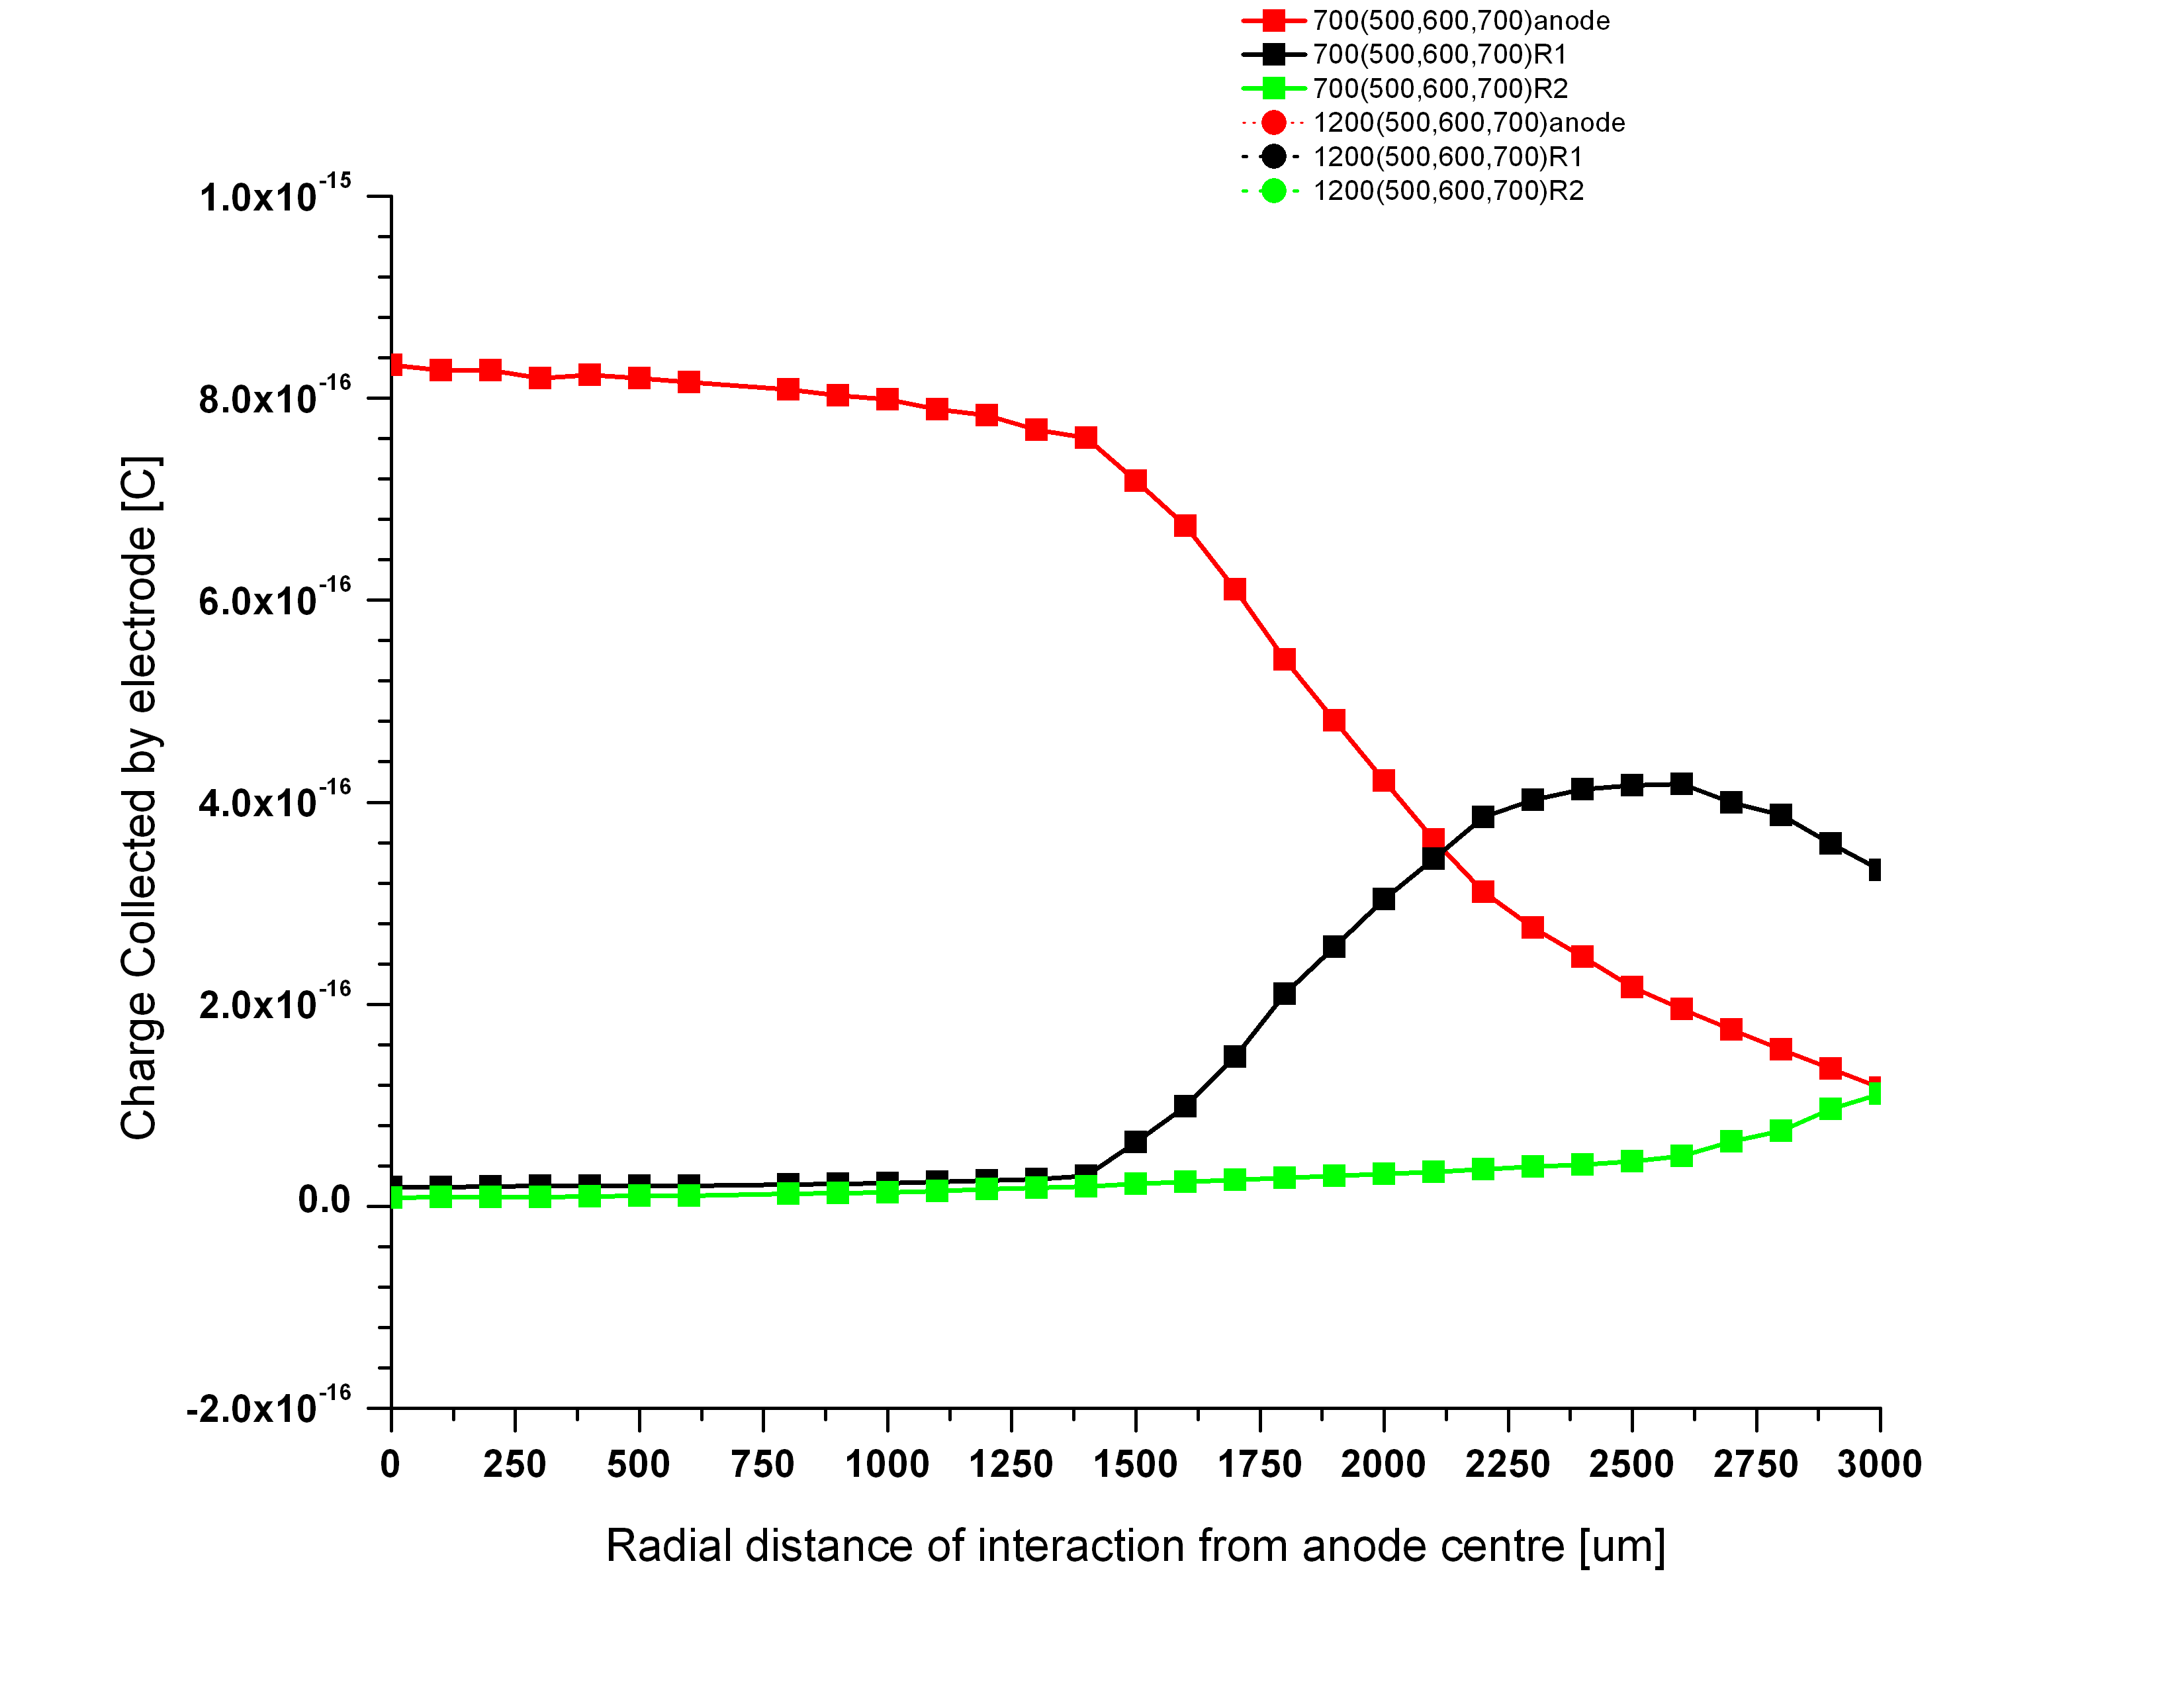 700(500,600,700)anode
700(500,600,700)R1
700(500,600,700)R2
1200(500,600,700)anode
1200(500,600,700)R1
1200(500,600,700)R2
1.0x10^-15
8.0x10^-16
6.0x10^-16
4.0x10^-16
2.0x10^-16
0.0
-2.0x10^-16
Charge Collected by electrode [C]
0 250 500 750 1000 1250 1500 1750 2000 2250 2500 2750 3000
Radial distance of interaction from anode centre [um]